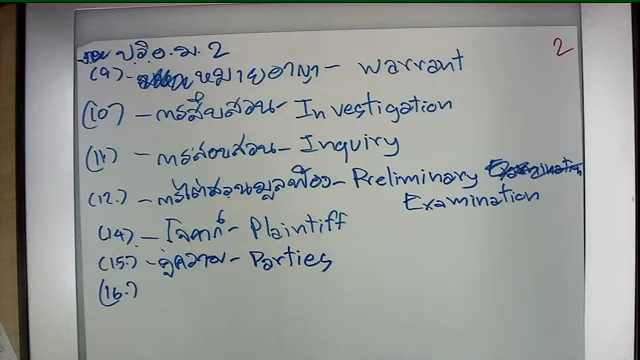 ป.วิ.อ.ม.2
2
(9) - หมายอาญา - Warrant
(10) - การสืบสวน - Investigation
(11) - การสอบสวน - Inquiry
(12.) - การไต่สวนมูลฟ้อง - Preliminary
Examination
(14) - โจทก์ - Plaintiff
(15.) - คู่ความ - Parties
(16.)